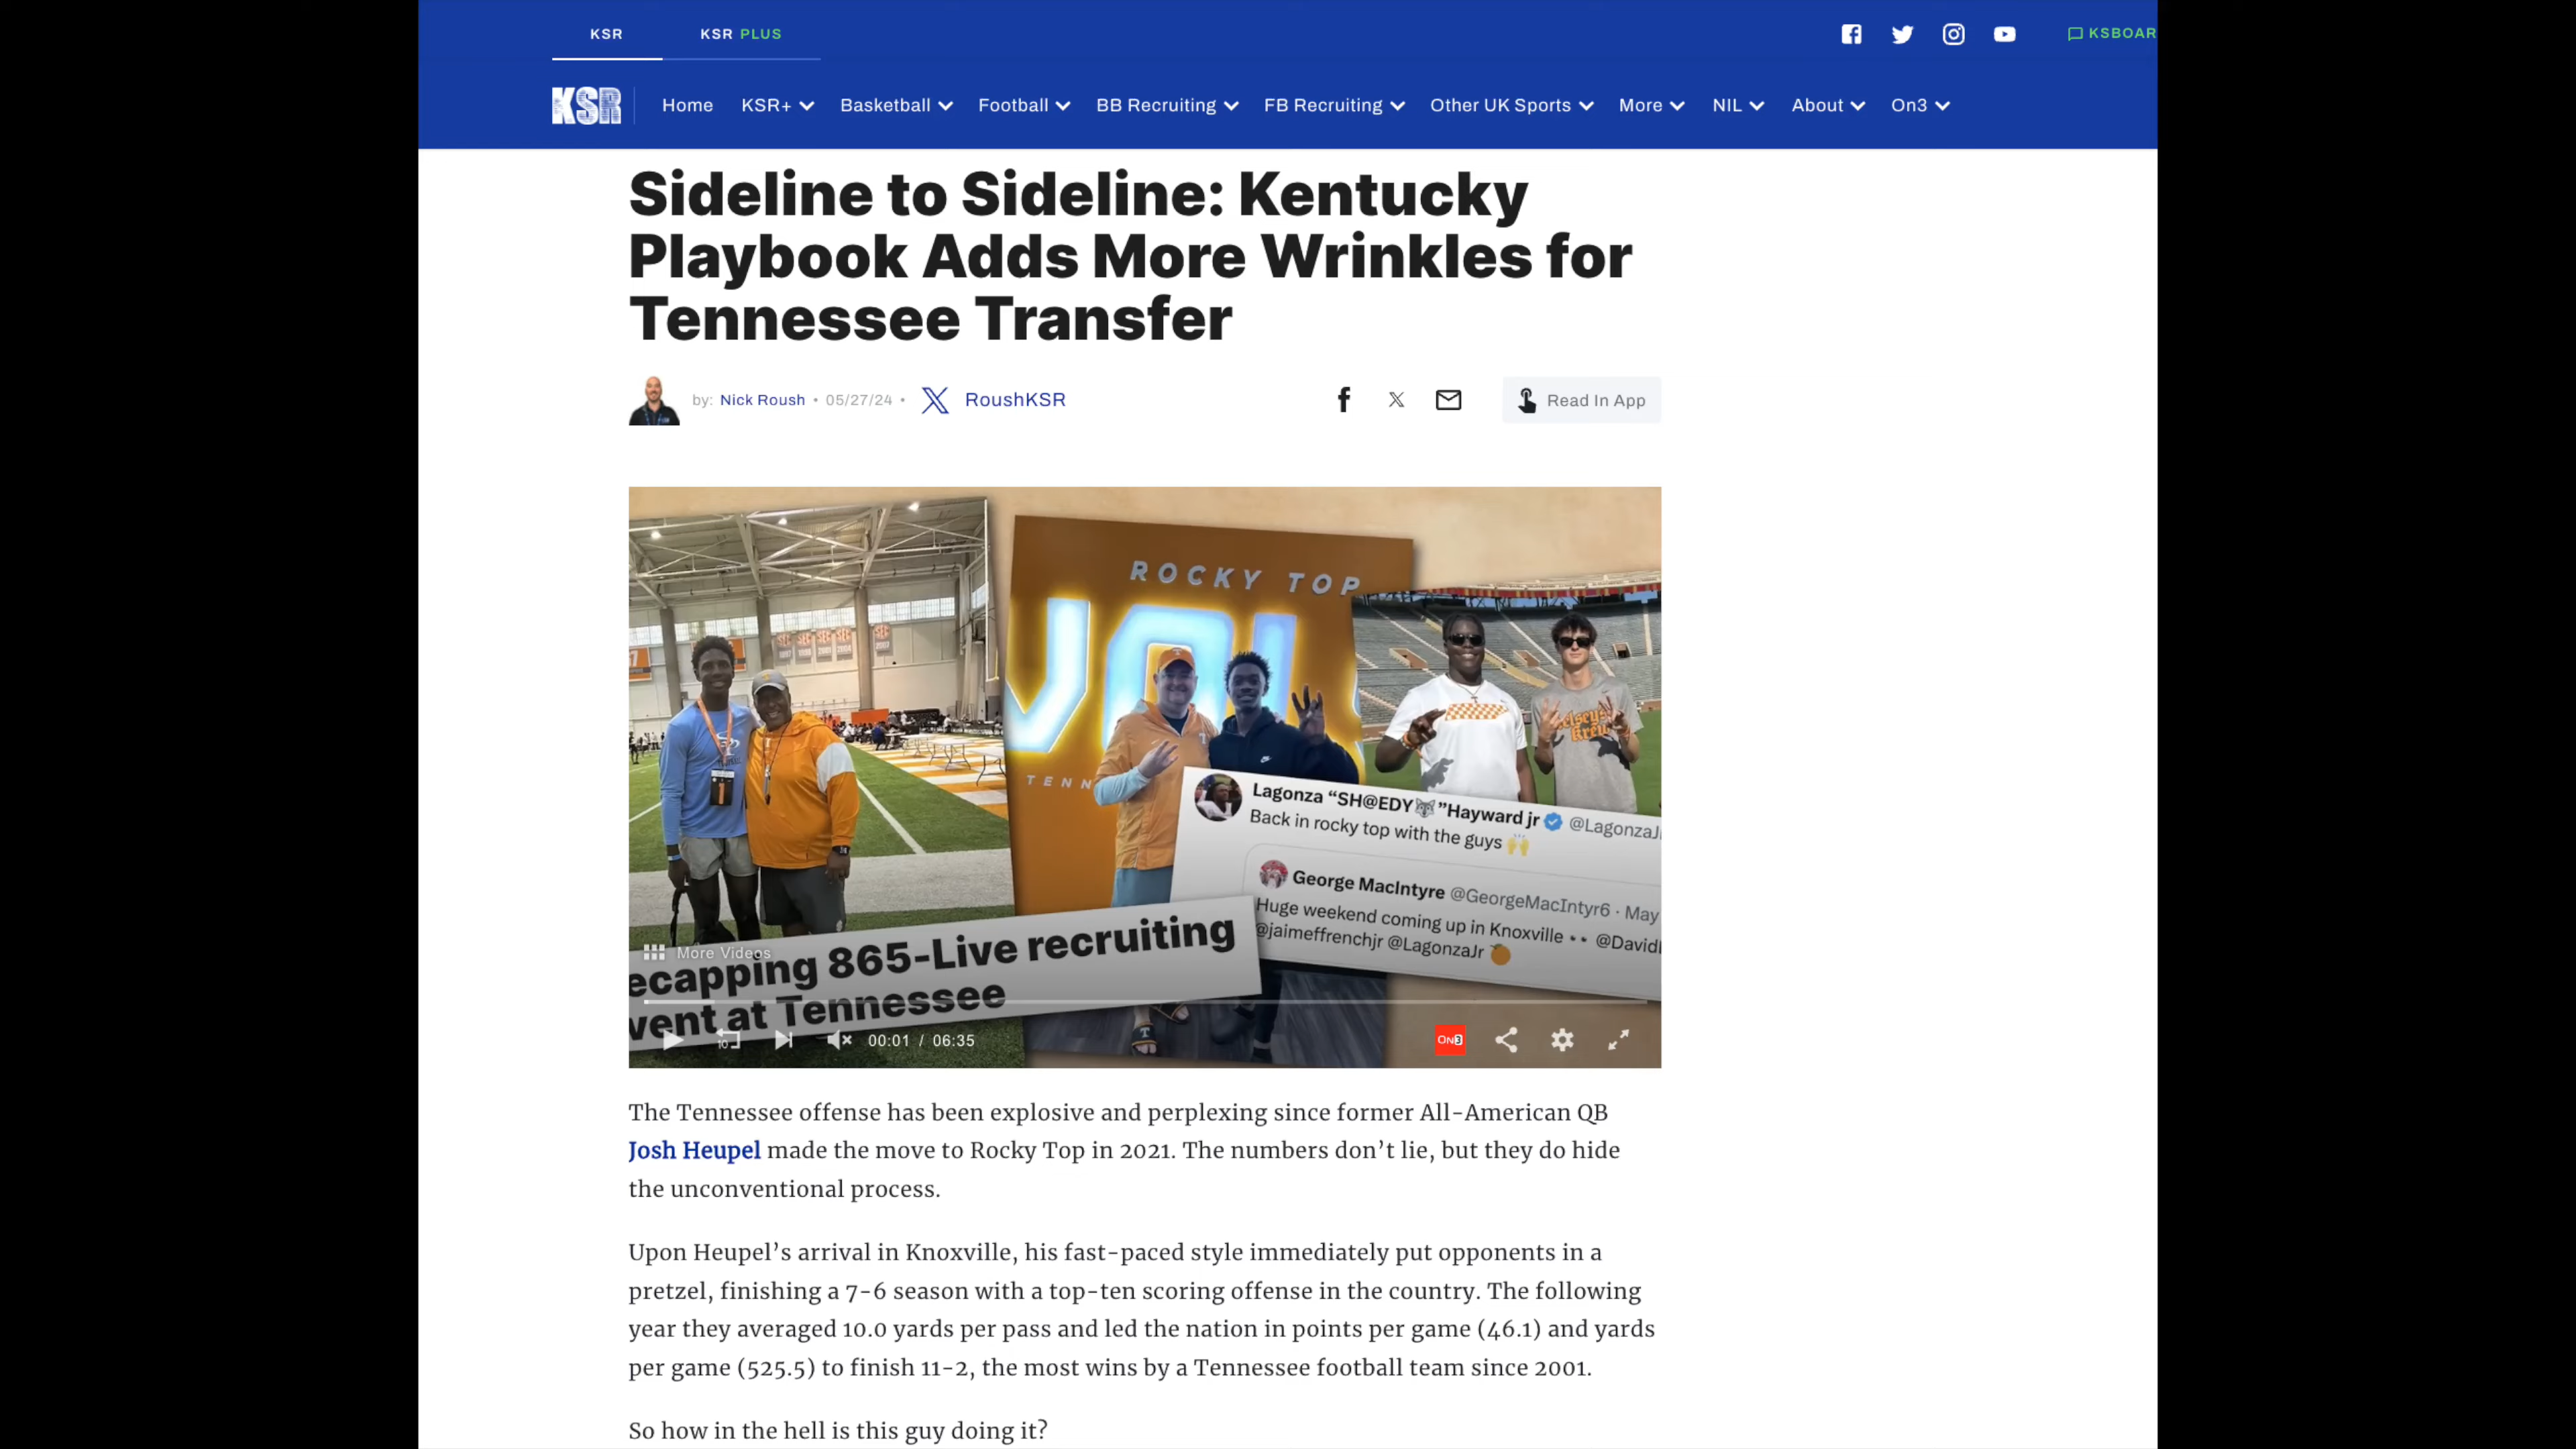 KSR
KSR PLUS
KSBOAR
KSR
Home
KSR+
Basketball
Football
BB Recruiting
FB Recruiting
Other UK Sports
More
NIL
About
On3
Sideline to Sideline: Kentucky
Playbook Adds More Wrinkles for
Tennessee Transfer
by: Nick Roush • 05/27/24 •
RoushKSR
Read In App
ROCKY TOP
VOL
TENN
Lagonza “SH@EDY🐺”Hayward jr @LagonzaJ
Back in rocky top with the guys 🙌
George MacIntyre @GeorgeMacIntyr6 · May
Huge weekend coming up in Knoxville 👀 @David
@jaimeffrenchjr @LagonzaJr 🍊
ecapping 865-Live recruiting
vent at Tennessee
More Videos
10
00:01 / 06:35
ON3
The Tennessee offense has been explosive and perplexing since former All-American QB
Josh Heupel made the move to Rocky Top in 2021. The numbers don’t lie, but they do hide
the unconventional process.
Upon Heupel’s arrival in Knoxville, his fast-paced style immediately put opponents in a
pretzel, finishing a 7-6 season with a top-ten scoring offense in the country. The following
year they averaged 10.0 yards per pass and led the nation in points per game (46.1) and yards
per game (525.5) to finish 11-2, the most wins by a Tennessee football team since 2001.
So how in the hell is this guy doing it?